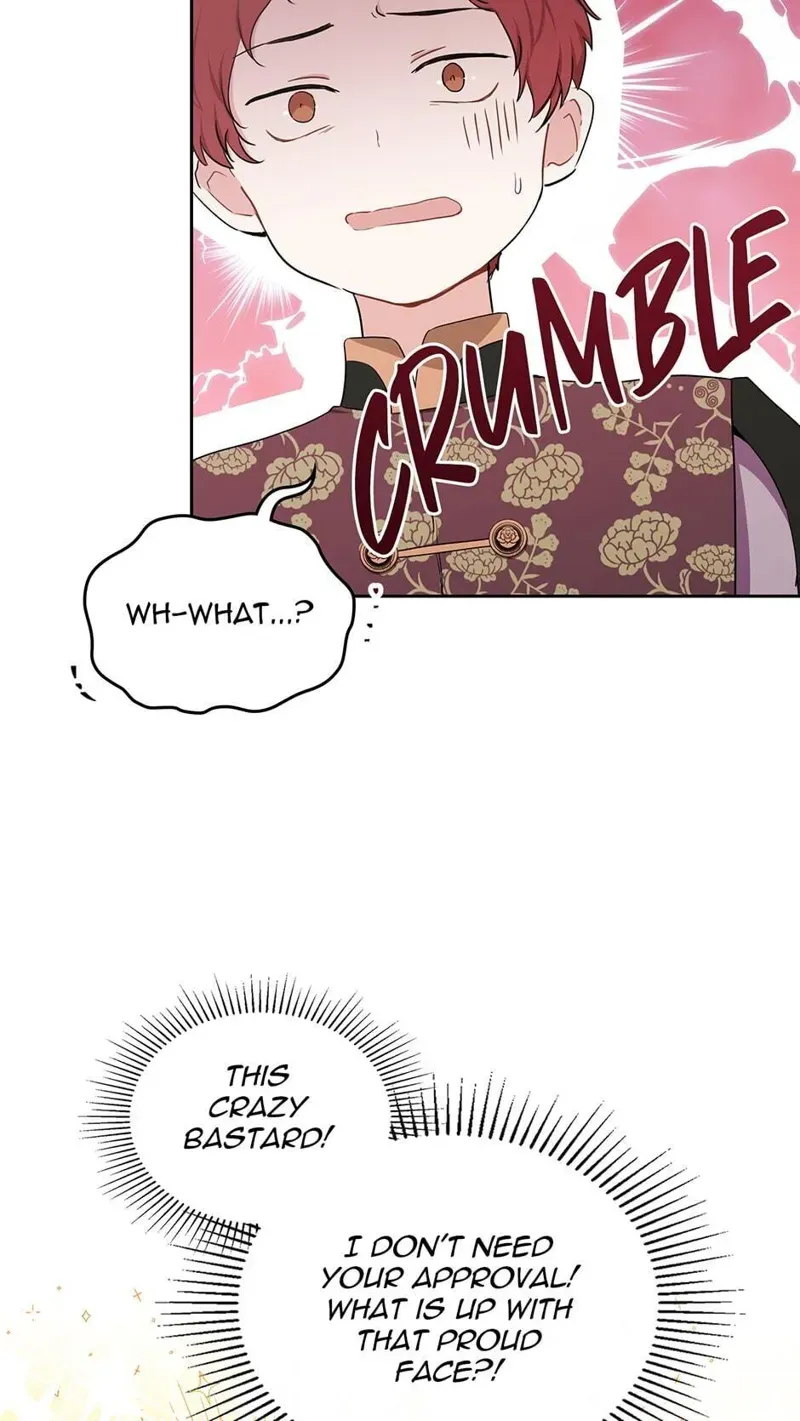 CRUMBLE
WH-WHAT...?
THIS
CRAZY
BASTARD!
I DON'T NEED
YOUR APPROVAL!
WHAT IS UP WITH
THAT PROUD
FACE?!